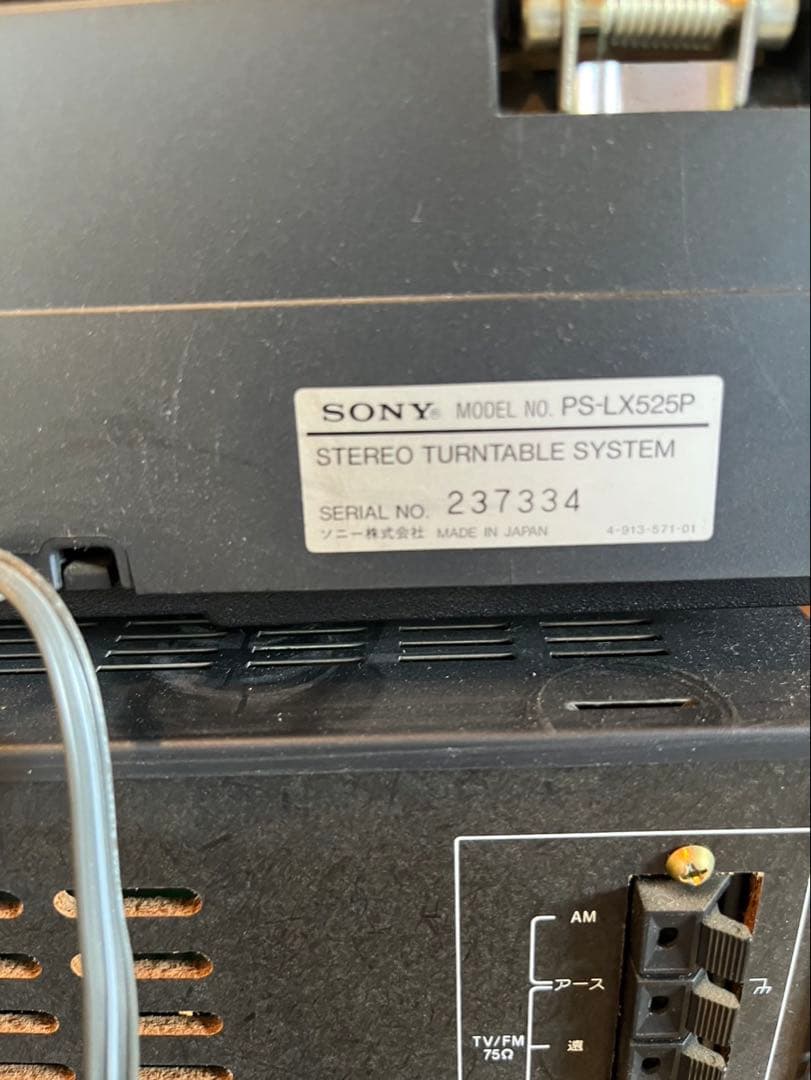 SONY® MODEL NO. PS-LX525P
STEREO TURNTABLE SYSTEM
SERIAL NO. 237334
ソニー株式会社 MADE IN JAPAN 4-913-571-01
AM
アース
TV/FM
75Ω
遠